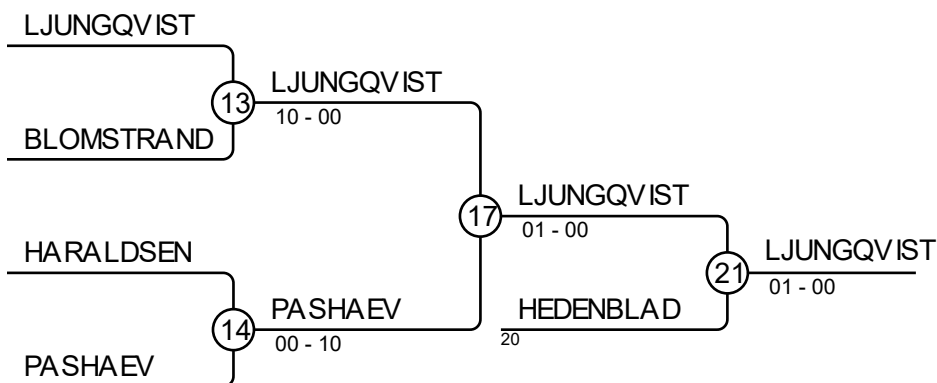 LJUNGQVIST
13
LJUNGQVIST
10 - 00
BLOMSTRAND
17
LJUNGQVIST
01 - 00
HARALDSEN
14
PASHAEV
00 - 10
PASHAEV
21
LJUNGQVIST
01 - 00
HEDENBLAD
20